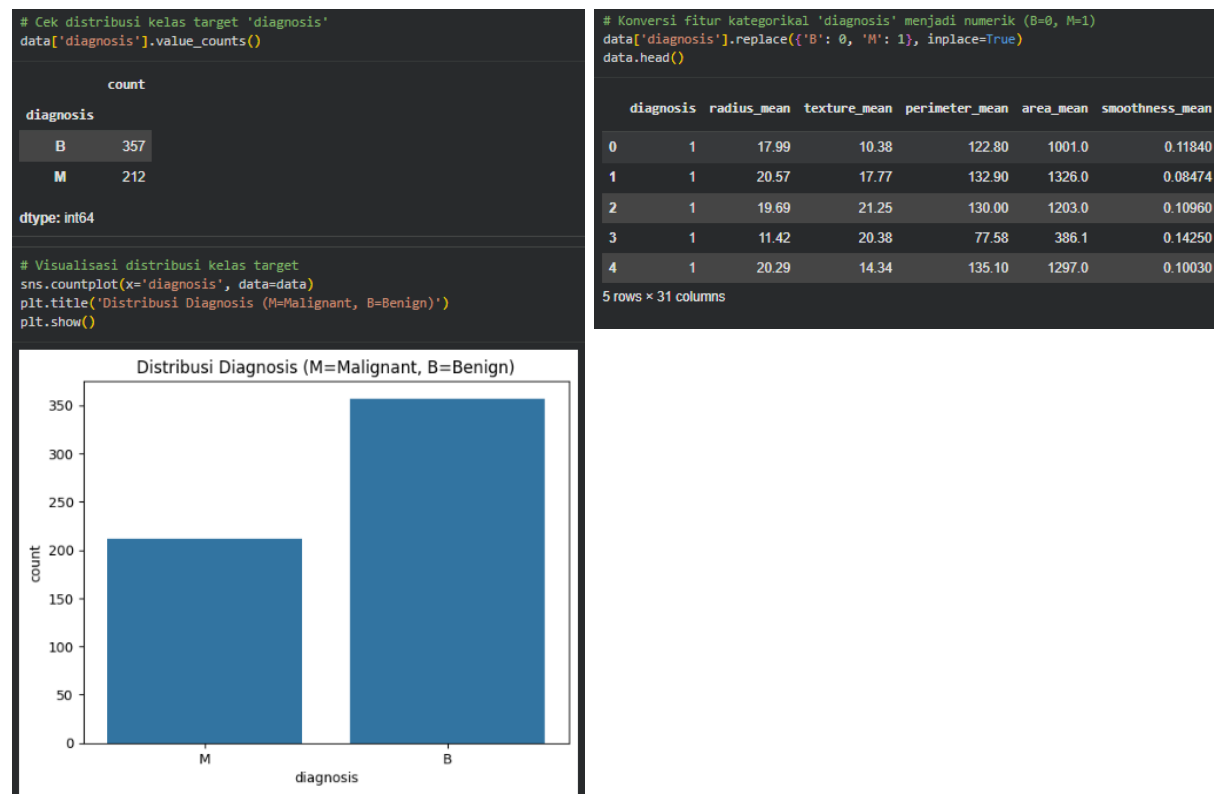 # Cek distribusi kelas target 'diagnosis'
data['diagnosis'].value_counts()
count
diagnosis
B 357
M 212
dtype: int64
# Visualisasi distribusi kelas target
sns.countplot(x='diagnosis', data=data)
plt.title('Distribusi Diagnosis (M=Malignant, B=Benign)')
plt.show()
Distribusi Diagnosis (M=Malignant, B=Benign)
350
300
250
200
150
100
50
0
count
M B
diagnosis
# Konversi fitur kategorikal 'diagnosis' menjadi numerik (B=0, M=1)
data['diagnosis'].replace({'B': 0, 'M': 1}, inplace=True)
data.head()
diagnosis radius_mean texture_mean perimeter_mean area_mean smoothness_mean
0 1 17.99 10.38 122.80 1001.0 0.11840
1 1 20.57 17.77 132.90 1326.0 0.08474
2 1 19.69 21.25 130.00 1203.0 0.10960
3 1 11.42 20.38 77.58 386.1 0.14250
4 1 20.29 14.34 135.10 1297.0 0.10030
5 rows × 31 columns